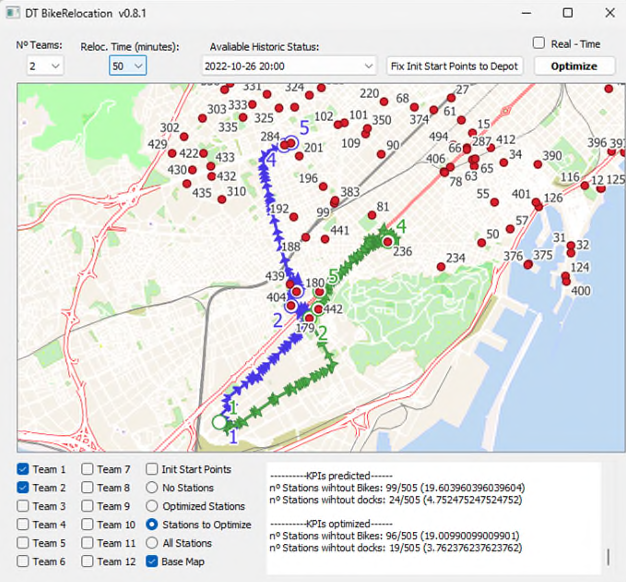 DT BikeRelocation v0.8.1
Nº Teams:
Reloc. Time (minutes):
Avaliable Historic Status:
Real - Time
2
50
2022-10-26 20:00
Fix Init Start Points to Depot
Optimize
331
324
220
27
303
333
325
335
102
101
350
68
374
61
302
284
5
109
15
494
287
412
429
422
433
4
201
90
66
406
65
34
390
396
397
430
432
196
78
63
116
12
125
435
310
383
55
401
126
192
99
81
4
57
188
441
236
50
31
32
234
376
375
439
180
5
124
404
442
400
2
179
2
1
1
Team 1
Team 7
Init Start Points
Team 2
Team 8
No Stations
Team 3
Team 9
Optimized Stations
Team 4
Team 10
Stations to Optimize
Team 5
Team 11
All Stations
Team 6
Team 12
Base Map
----------KPIs predicted------
nº Stations wihtout Bikes: 99/505 (19.603960396039604)
nº Stations wihtout docks: 24/505 (4.752475247524752)
----------KPIs optimized------
nº Stations wihtout Bikes: 96/505 (19.00990099009901)
nº Stations wihtout docks: 19/505 (3.762376237623762)